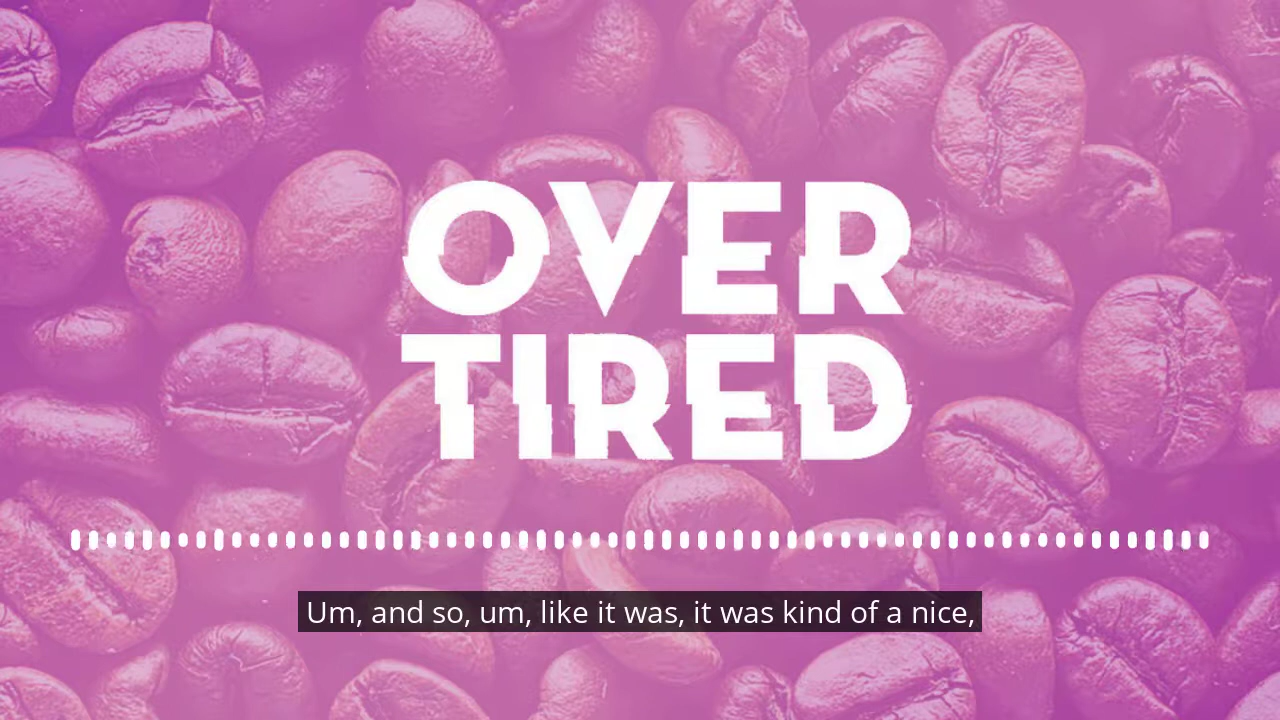 OVER
TIRED
Um, and so, um, like it was, it was kind of a nice,